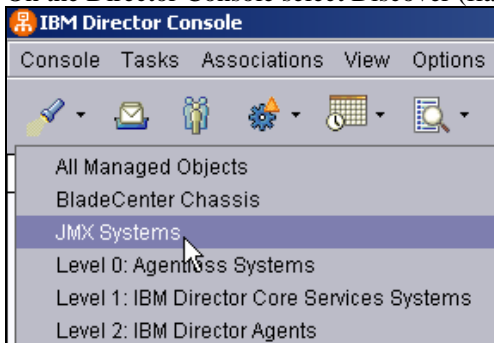 IBM Director Console
Console Tasks Associations View Options
All Managed Objects
BladeCenter Chassis
JMX Systems
Level 0: Agentless Systems
Level 1: IBM Director Core Services Systems
Level 2: IBM Director Agents